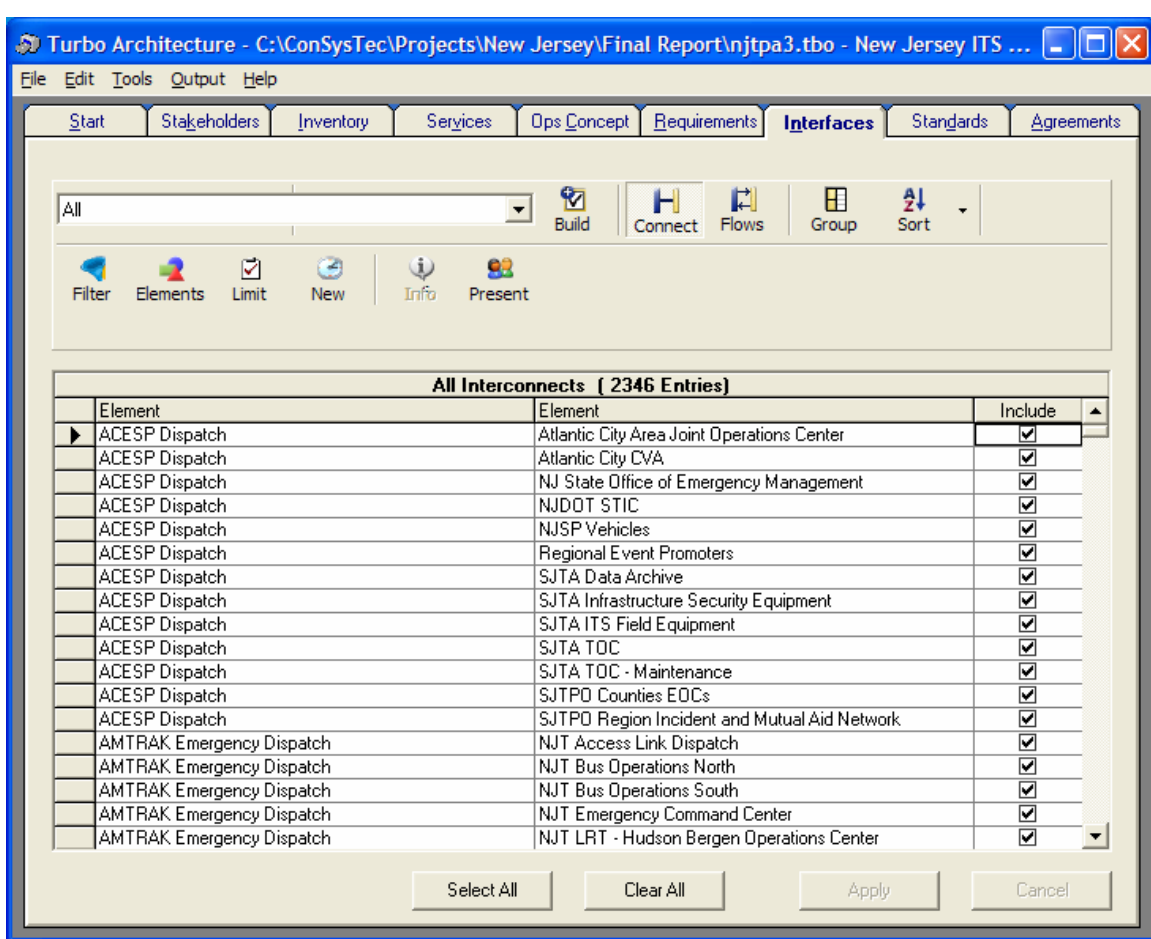 Turbo Architecture - C:\ConSysTec\Projects\New Jersey\Final Report\njtpa3.tbo - New Jersey ITS ...
File Edit Tools Output Help
Start Stakeholders Inventory Services Ops Concept Requirements Interfaces Standards Agreements
All Build Connect Flows Group Sort
Filter Elements Limit New Info Present
All Interconnects ( 2346 Entries)
Element Element Include
ACESP Dispatch Atlantic City Area Joint Operations Center
ACESP Dispatch Atlantic City CVA
ACESP Dispatch NJ State Office of Emergency Management
ACESP Dispatch NJDOT STIC
ACESP Dispatch NJSP Vehicles
ACESP Dispatch Regional Event Promoters
ACESP Dispatch SJTA Data Archive
ACESP Dispatch SJTA Infrastructure Security Equipment
ACESP Dispatch SJTA ITS Field Equipment
ACESP Dispatch SJTA TOC
ACESP Dispatch SJTA TOC - Maintenance
ACESP Dispatch SJTPO Counties EOCs
ACESP Dispatch SJTPO Region Incident and Mutual Aid Network
AMTRAK Emergency Dispatch NJT Access Link Dispatch
AMTRAK Emergency Dispatch NJT Bus Operations North
AMTRAK Emergency Dispatch NJT Bus Operations South
AMTRAK Emergency Dispatch NJT Emergency Command Center
AMTRAK Emergency Dispatch NJT LRT - Hudson Bergen Operations Center
Select All Clear All Apply Cancel